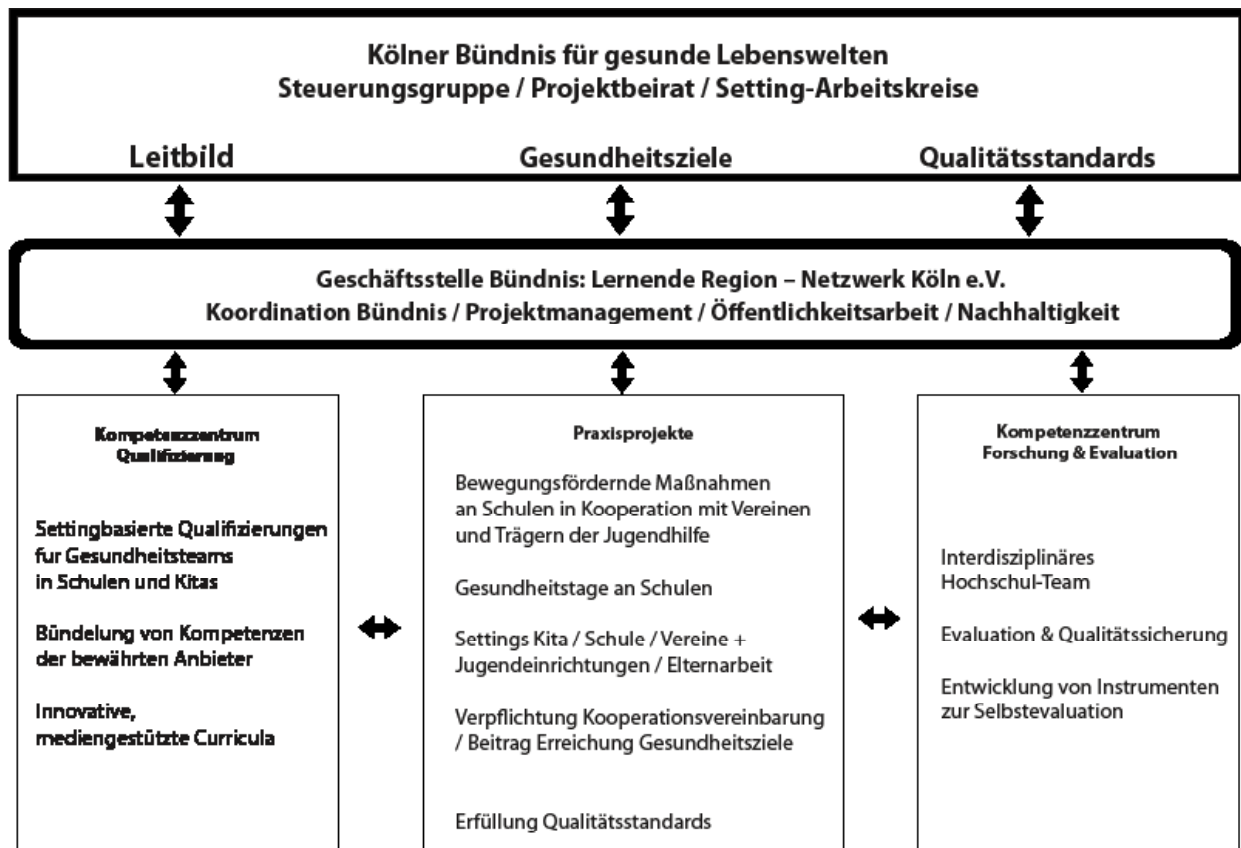 Kölner Bündnis für gesunde Lebenswelten
Steuerungsgruppe / Projektbeirat / Setting-Arbeitskreise
Leitbild
Gesundheitsziele
Qualitätsstandards
Geschäftsstelle Bündnis: Lernende Region – Netzwerk Köln e.V.
Koordination Bündnis / Projektmanagement / Öffentlichkeitsarbeit / Nachhaltigkeit
Kompetenzzentrum
Qualifizierung
Settingbasierte Qualifizierungen
fur Gesundheitsteams
in Schulen und Kitas
Bündelung von Kompetenzen
der bewährten Anbieter
Innovative,
mediengestützte Curricula
Praxisprojekte
Bewegungsfördernde Maßnahmen
an Schulen in Kooperation mit Vereinen
und Trägern der Jugendhilfe
Gesundheitstage an Schulen
Settings Kita / Schule / Vereine +
Jugendeinrichtungen / Elternarbeit
Verpflichtung Kooperationsvereinbarung
/ Beitrag Erreichung Gesundheitsziele
Erfüllung Qualitätsstandards
Kompetenzzentrum
Forschung & Evaluation
Interdisziplinäres
Hochschul-Team
Evaluation & Qualitätssicherung
Entwicklung von Instrumenten
zur Selbstevaluation